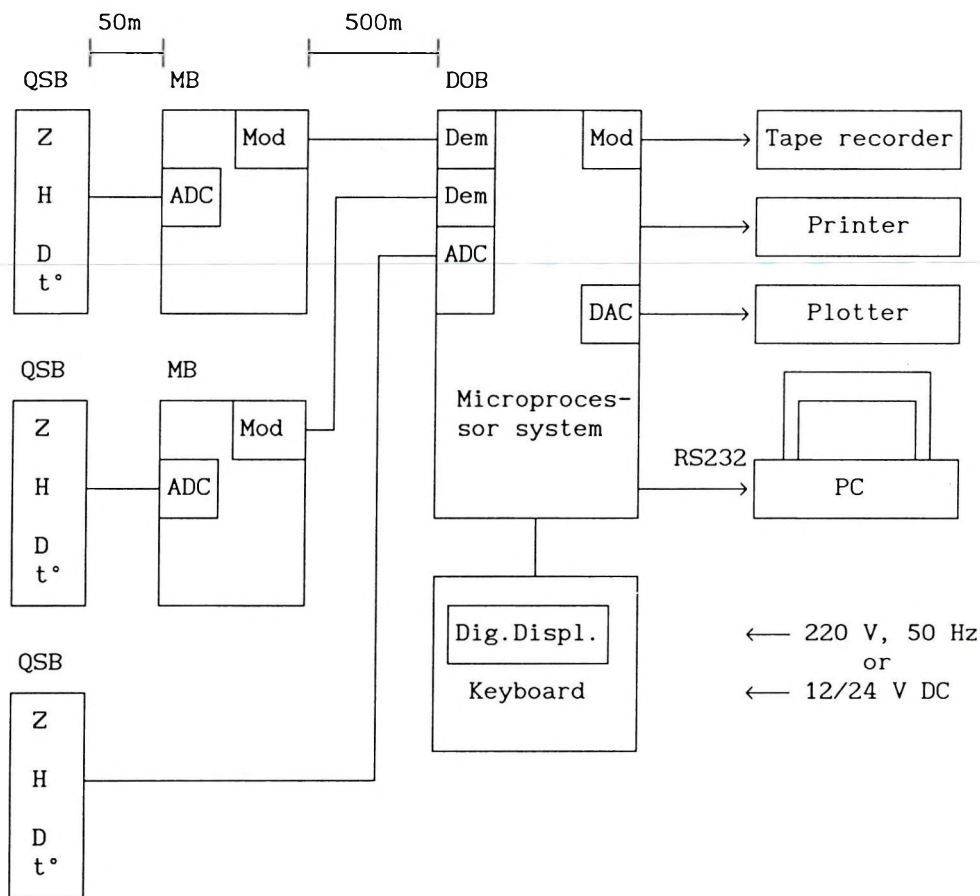 50m
500m
QSB
MB
DOB
Z
H
D
t°
ADC
Mod
Dem
Dem
ADC
Mod
DAC
Microproces-
sor system
Tape recorder
Printer
Plotter
RS232
PC
QSB
MB
Z
H
D
t°
ADC
Mod
Dig.Displ.
Keyboard
220 V, 50 Hz
or
12/24 V DC
QSB
Z
H
D
t°